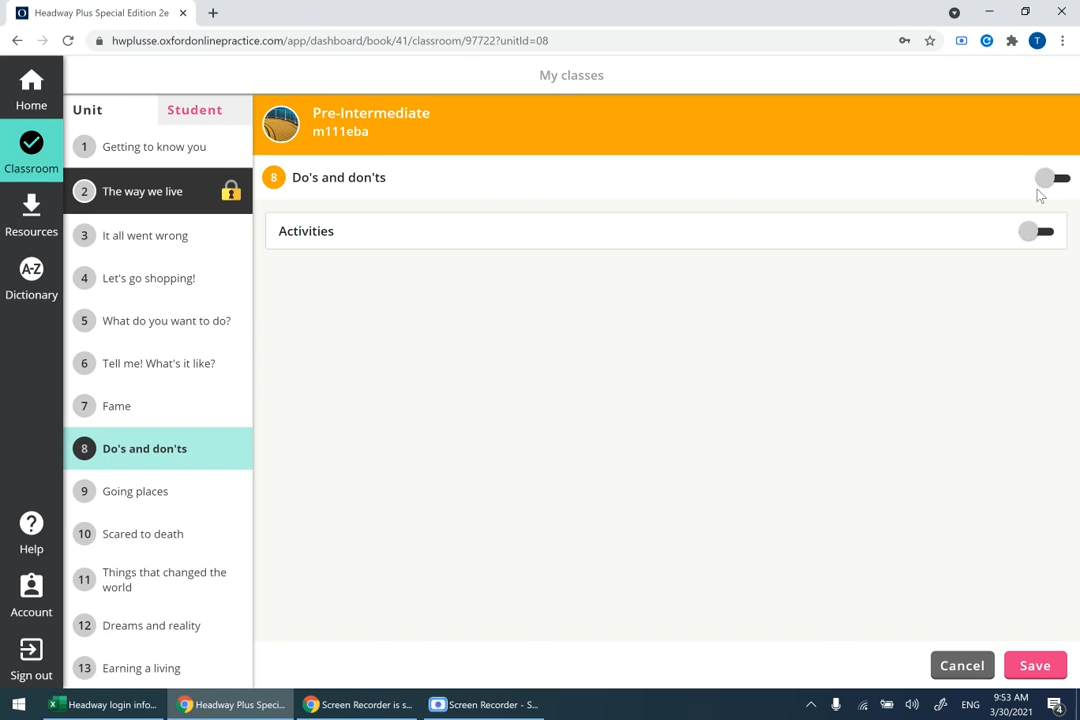 Headway Plus Special Edition 2e
hwplusse.oxfordonlinepractice.com/app/dashboard/book/41/classroom/97722?unitId=08
T
My classes
Home
Classroom
Resources
A-Z
Dictionary
Help
Account
Sign out
Unit
Student
1 Getting to know you
2 The way we live
3 It all went wrong
4 Let's go shopping!
5 What do you want to do?
6 Tell me! What's it like?
7 Fame
8 Do's and don'ts
9 Going places
10 Scared to death
11 Things that changed the
world
12 Dreams and reality
13 Earning a living
Pre-Intermediate
m111eba
8 Do's and don'ts
Activities
Cancel
Save
Headway login info...
Headway Plus Speci...
Screen Recorder is s...
Screen Recorder - S...
ENG
9:53 AM
3/30/2021
4